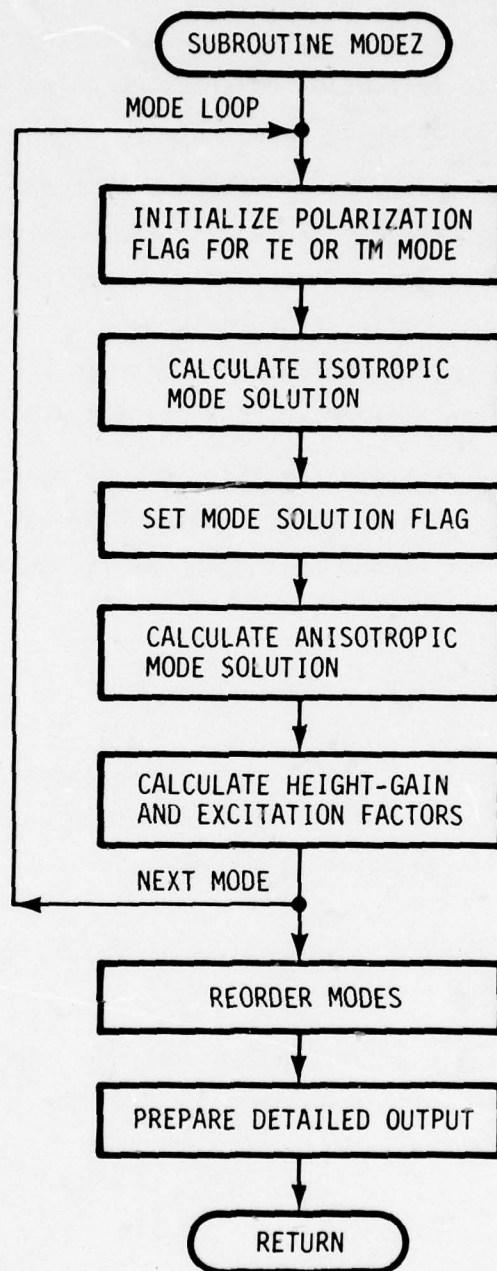 SUBROUTINE MODEZ
MODE LOOP
INITIALIZE POLARIZATION
FLAG FOR TE OR TM MODE
CALCULATE ISOTROPIC
MODE SOLUTION
SET MODE SOLUTION FLAG
CALCULATE ANISOTROPIC
MODE SOLUTION
CALCULATE HEIGHT-GAIN
AND EXCITATION FACTORS
NEXT MODE
REORDER MODES
PREPARE DETAILED OUTPUT
RETURN